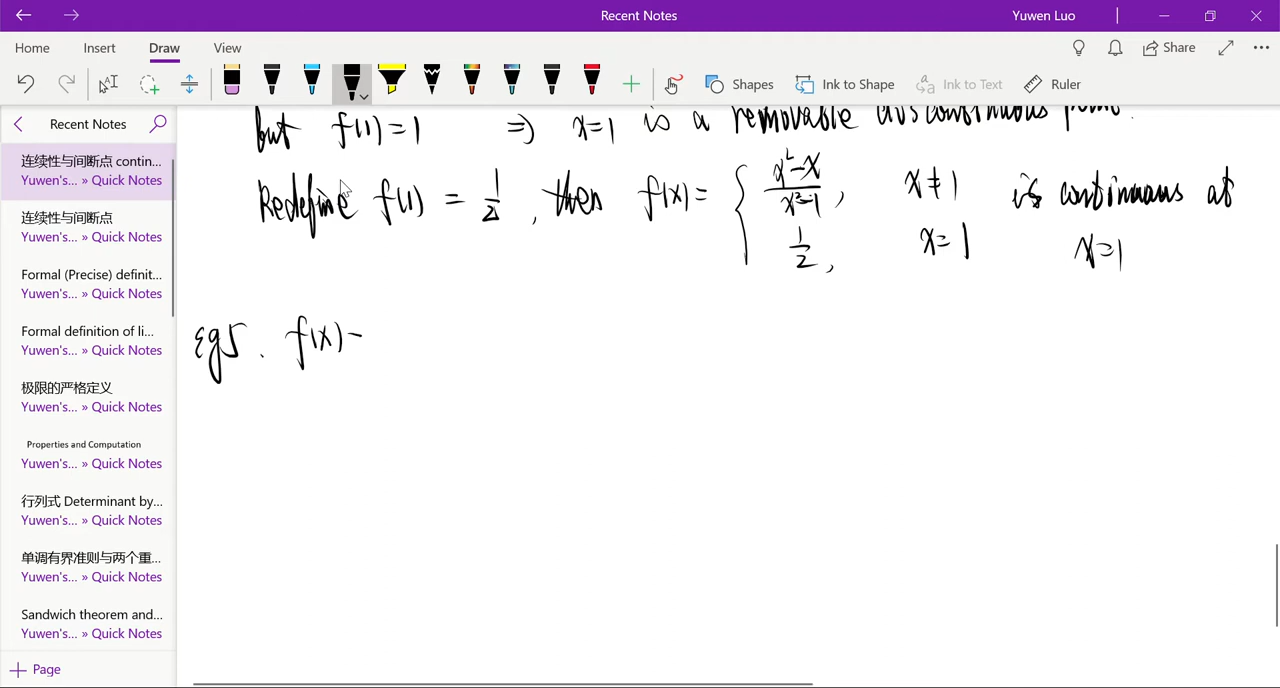 Recent Notes
Yuwen Luo
Home Insert Draw View
Share
Shapes
Ink to Shape
Ink to Text
Ruler
Recent Notes
连续性与间断点 contin...
Yuwen's... » Quick Notes
连续性与间断点
Yuwen's... » Quick Notes
Formal (Precise) definit...
Yuwen's... » Quick Notes
Formal definition of li...
Yuwen's... » Quick Notes
极限的严格定义
Yuwen's... » Quick Notes
Properties and Computation
Yuwen's... » Quick Notes
行列式 Determinant by...
Yuwen's... » Quick Notes
单调有界准则与两个重...
Yuwen's... » Quick Notes
Sandwich theorem and...
Yuwen's... » Quick Notes
Page
but f(1)=1 ⇒ x=1 is a removable discontinuous point.
Redefine f(1) = 1/2, then f(x)= { (x²-x)/(x²-1), x≠1 is continuous at
1/2, x=1 x=1
Eg5. f(x)-